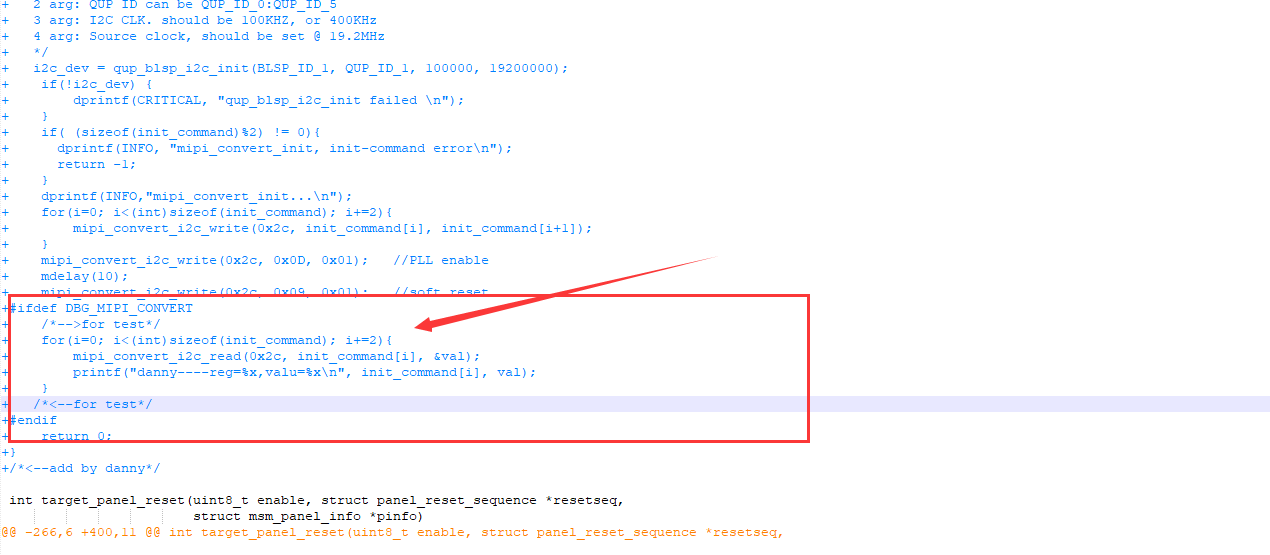 +   2 arg: QUP ID can be QUP_ID_0:QUP_ID_5
+   3 arg: I2C CLK. should be 100KHZ, or 400KHz
+   4 arg: Source clock, should be set @ 19.2MHz
+   */
+   i2c_dev = qup_blsp_i2c_init(BLSP_ID_1, QUP_ID_1, 100000, 19200000);
+    if(!i2c_dev) {
+        dprintf(CRITICAL, "qup_blsp_i2c_init failed \n");
+    }
+    if( (sizeof(init_command)%2) != 0){
+      dprintf(INFO, "mipi_convert_init, init-command error\n");
+      return -1;
+    }
+    dprintf(INFO,"mipi_convert_init...\n");
+    for(i=0; i<(int)sizeof(init_command); i+=2){
+        mipi_convert_i2c_write(0x2c, init_command[i], init_command[i+1]);
+    }
+    mipi_convert_i2c_write(0x2c, 0x0D, 0x01);   //PLL enable
+    mdelay(10);
+    mipi_convert_i2c_write(0x2c, 0x09, 0x01);   //soft reset
+#ifdef DBG_MIPI_CONVERT
+    /*-->for test*/
+    for(i=0; i<(int)sizeof(init_command); i+=2){
+        mipi_convert_i2c_read(0x2c, init_command[i], &val);
+        printf("danny----reg=%x,valu=%x\n", init_command[i], val);
+    }
+   /*<--for test*/
+#endif
+    return 0;
+}
+/*<--add by danny*/
int target_panel_reset(uint8_t enable, struct panel_reset_sequence *resetseq,
                       struct msm_panel_info *pinfo)
@@ -266,6 +400,11 @@ int target_panel_reset(uint8_t enable, struct panel_reset_sequence *resetseq,